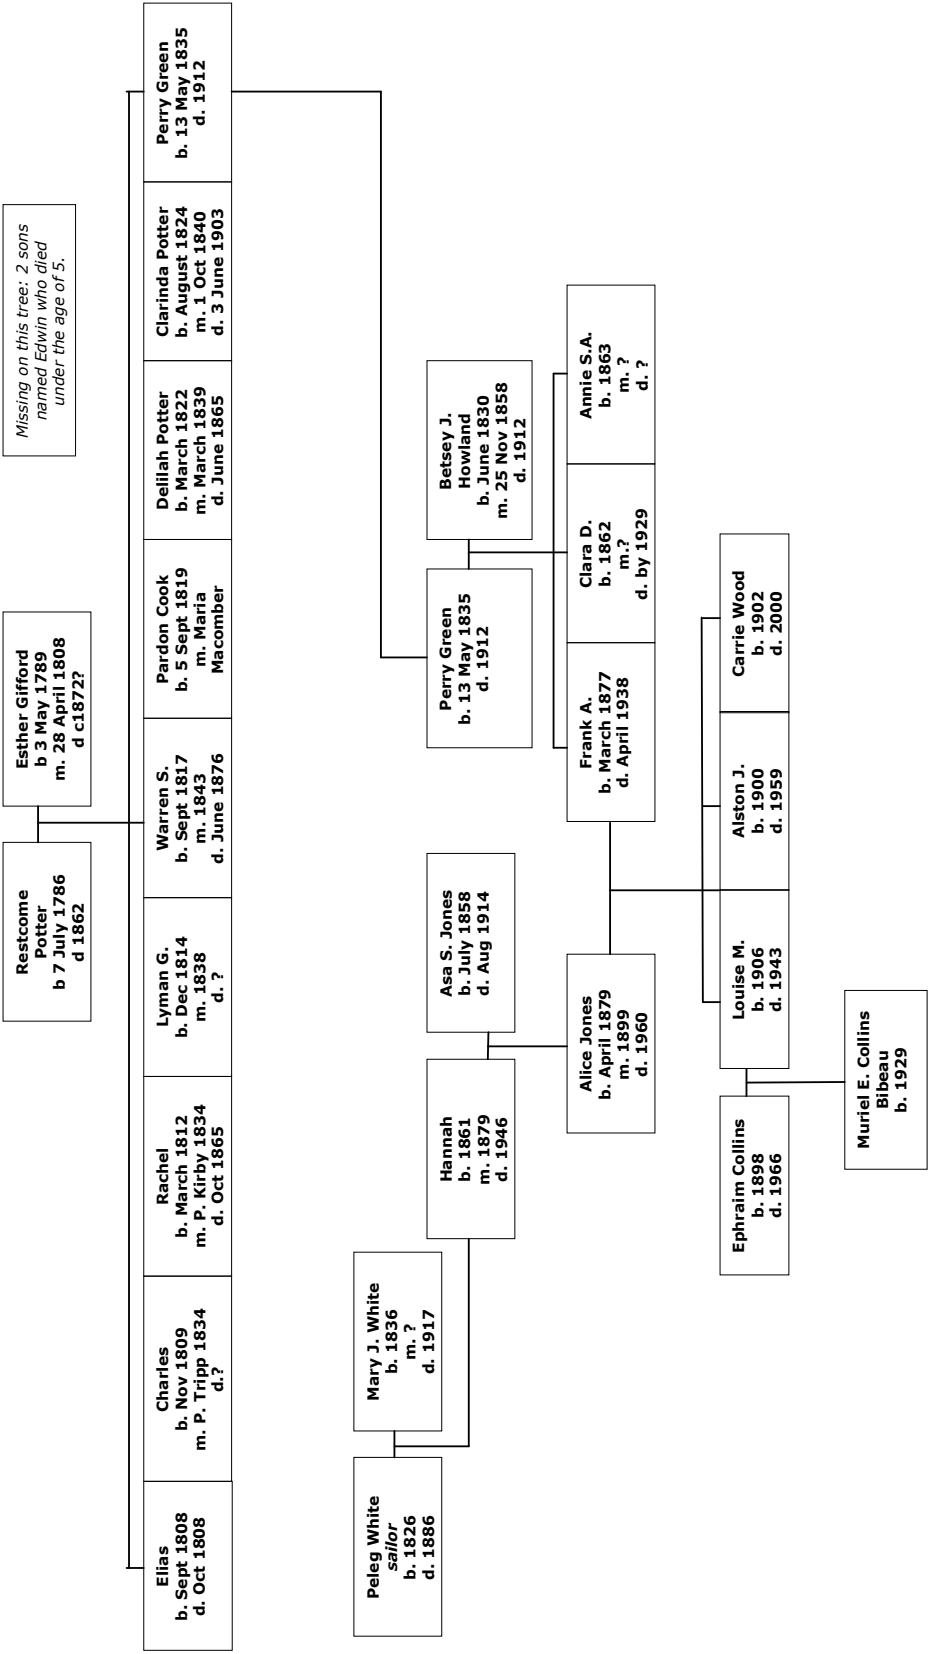 Restcome
Potter
b 7 July 1786
d 1862
Esther Gifford
b 3 May 1789
m. 28 April 1808
d c1872?
Missing on this tree: 2 sons
named Edwin who died
under the age of 5.
Elias
b. Sept 1808
d. Oct 1808
Charles
b. Nov 1809
m. P. Tripp 1834
d.?
Rachel
b. March 1812
m. P. Kirby 1834
d. Oct 1865
Lyman G.
b. Dec 1814
m. 1838
d. ?
Warren S.
b. Sept 1817
m. 1843
d. June 1876
Pardon Cook
b. 5 Sept 1819
m. Maria
Macomber
Delilah Potter
b. March 1822
m. March 1839
d. June 1865
Clarinda Potter
b. August 1824
m. 1 Oct 1840
d. 3 June 1903
Perry Green
b. 13 May 1835
d. 1912
Peleg White
sailor
b. 1826
d. 1886
Mary J. White
b. 1836
m. ?
d. 1917
Hannah
b. 1861
m. 1879
d. 1946
Asa S. Jones
b. July 1858
d. Aug 1914
Perry Green
b. 13 May 1835
d. 1912
Betsey J.
Howland
b. June 1830
m. 25 Nov 1858
d. 1912
Alice Jones
b. April 1879
m. 1899
d. 1960
Frank A.
b. March 1877
d. April 1938
Clara D.
b. 1862
m.?
d. by 1929
Annie S.A.
b. 1863
m. ?
d. ?
Ephraim Collins
b. 1898
d. 1966
Louise M.
b. 1906
d. 1943
Alston J.
b. 1900
d. 1959
Carrie Wood
b. 1902
d. 2000
Muriel E. Collins
Bibeau
b. 1929